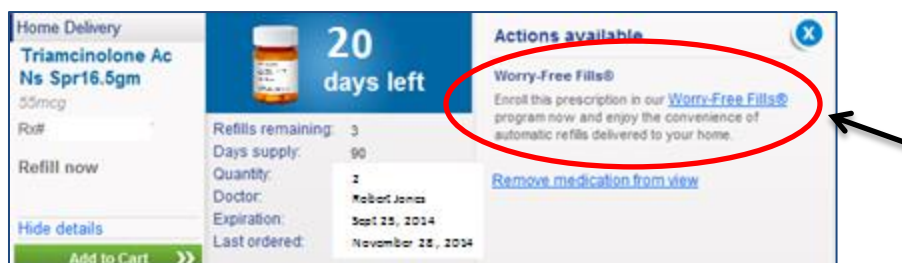 Home Delivery
Triamcinolone Ac
Ns Spr16.5gm
55mcg
Rx#
Refill now
Hide details
Add to Cart
20
days left
Refills remaining: 3
Days supply: 90
Quantity: 2
Doctor: Robert Jones
Expiration: Sept 25, 2014
Last ordered: November 28, 2014
Actions available
X
Worry-Free Fills®
Enroll this prescription in our Worry-Free Fills®
program now and enjoy the convenience of
automatic refills delivered to your home.
Remove medication from view